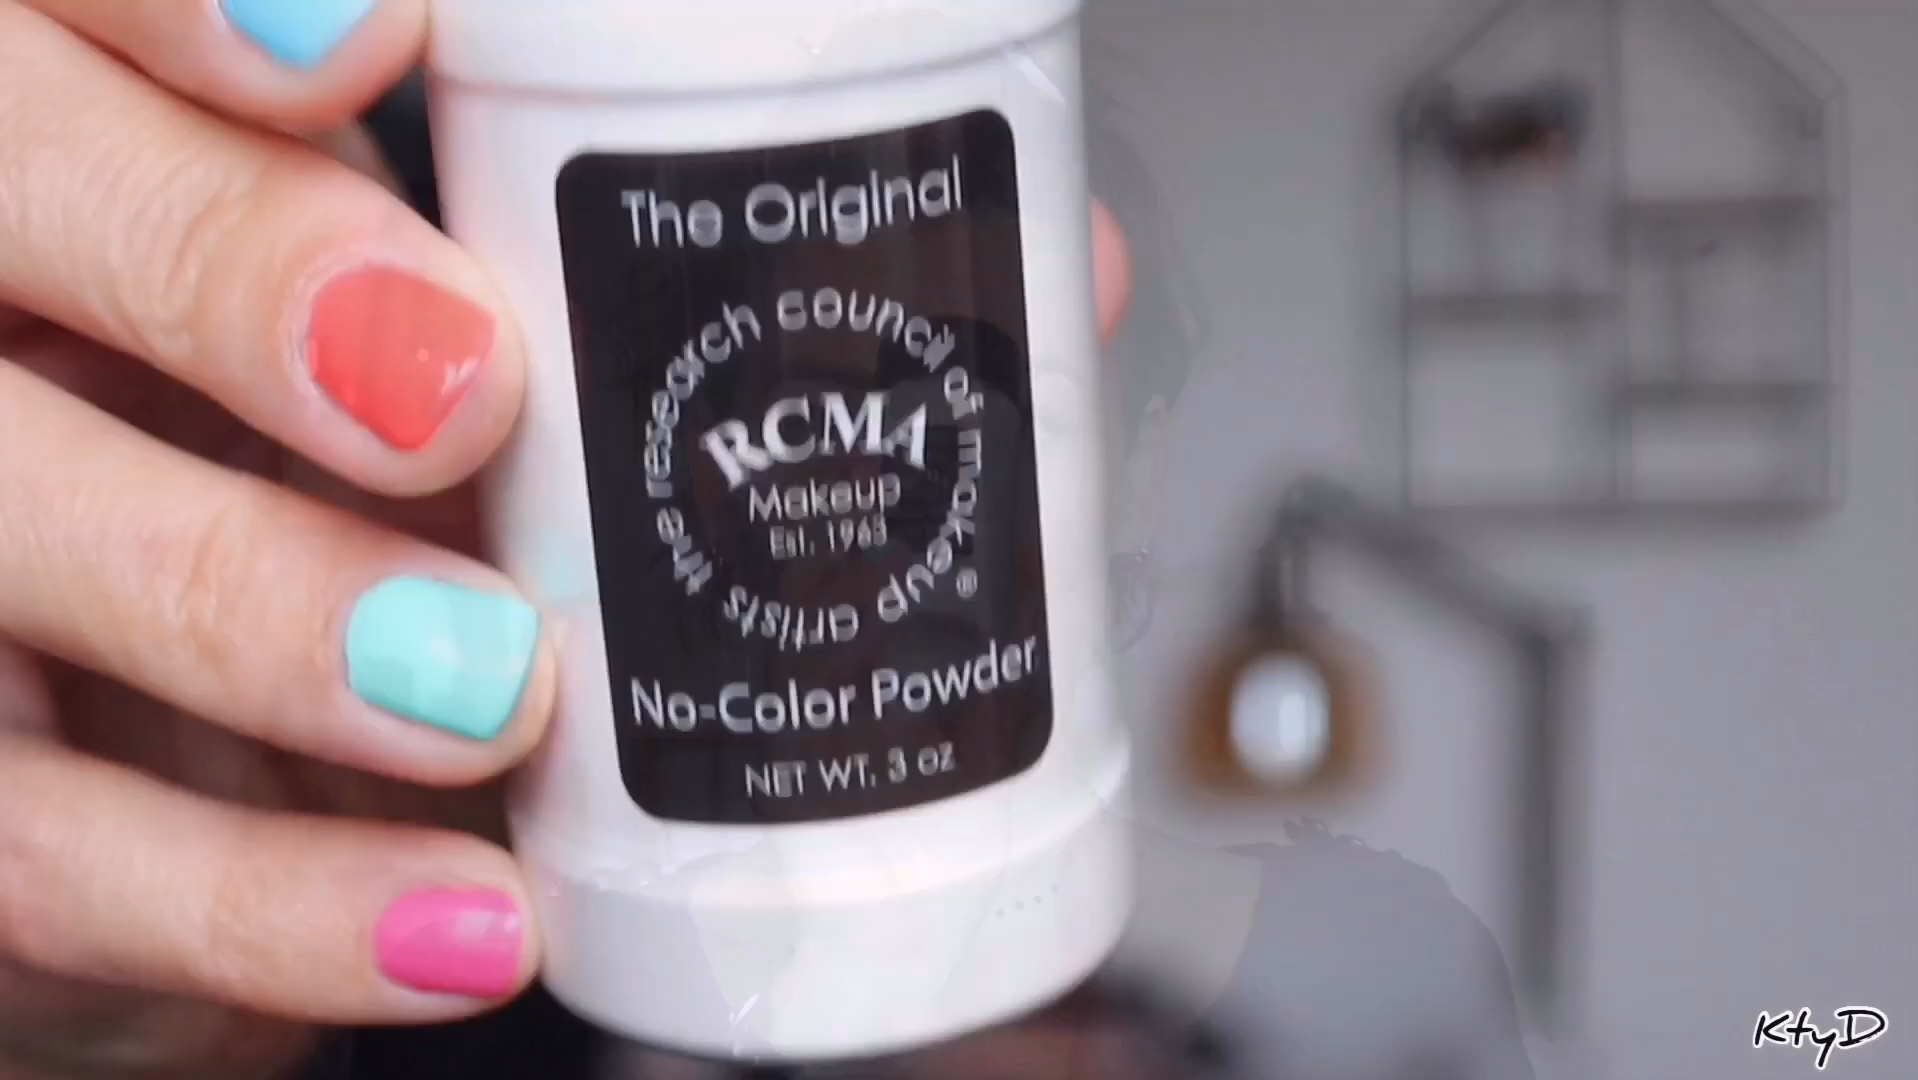 The Original
the research council of makeup artists ®
RCMA
Makeup
Est. 1963
No-Color Powder
NET WT. 3 oz
KtyD